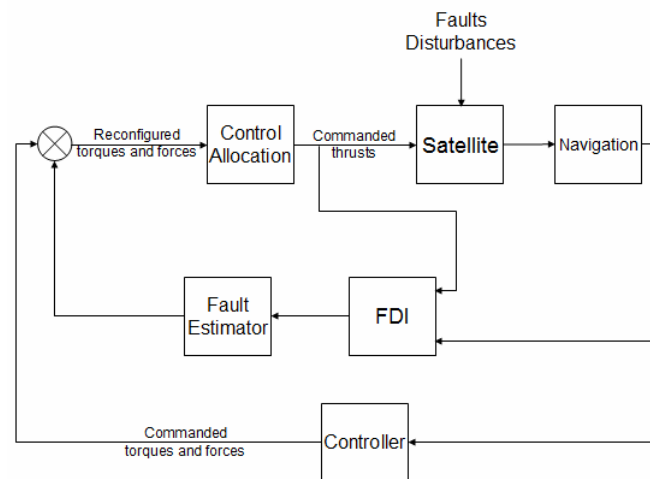 Faults
Disturbances
Reconfigured
torques and forces
Control
Allocation
Commanded
thrusts
Satellite
Navigation
Fault
Estimator
FDI
Commanded
torques and forces
Controller